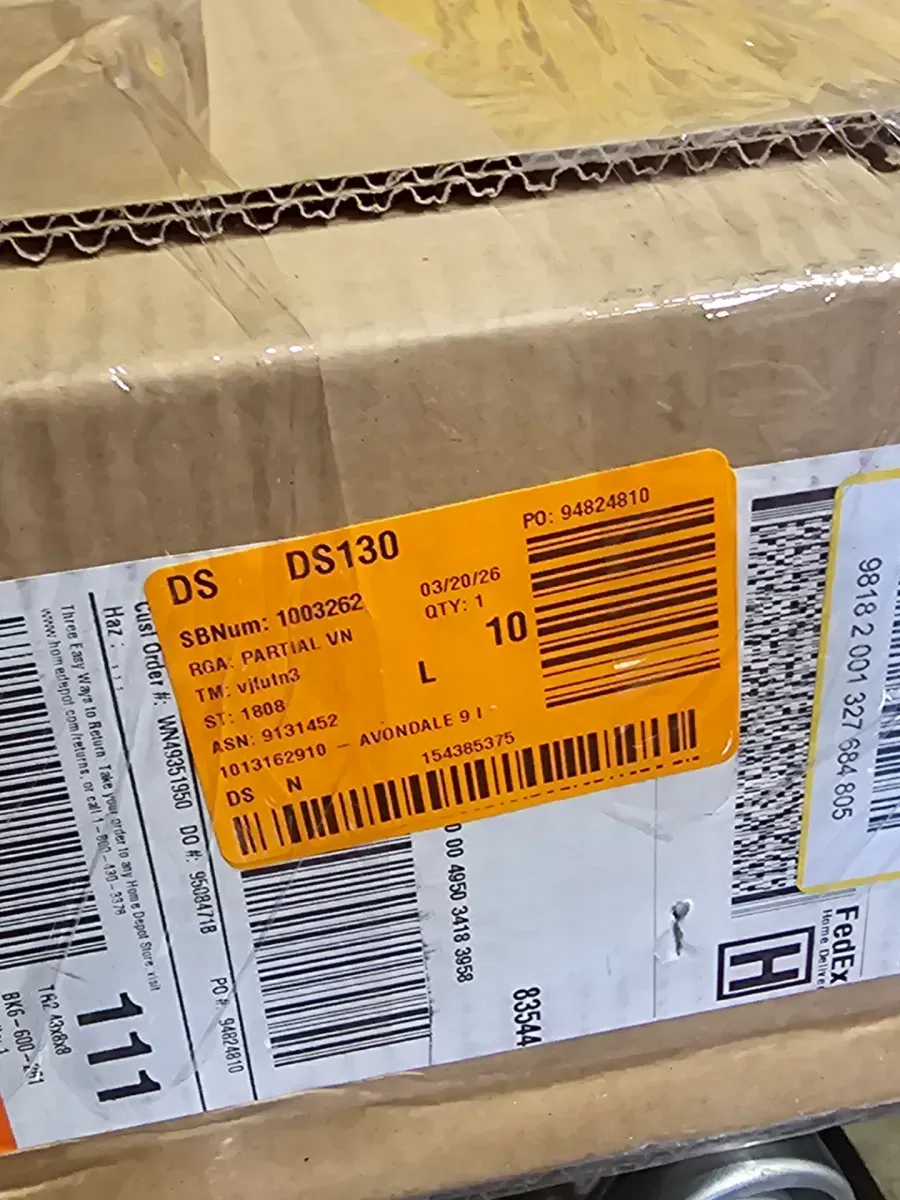 DS DS130
PO: 94824810
SBNum: 1003262
03/20/26
RGA: PARTIAL VN
QTY: 1
10
TM: vjfutn3
L
ST: 1808
ASN: 9131452
1013162910 - AVONDALE 9 I -
DS N
154385375
9818 2 001 327 684 805
FedEx
H
Three Easy Ways to Return. Take your order to any Home Depot Store, visit
www.homedepot.com/returns, or call 1-800-430-3376
Haz:
Cust Order #: WN49351950 DO #: 95084718 PO #: 94824810
00 4950 3418 3958
83544
111